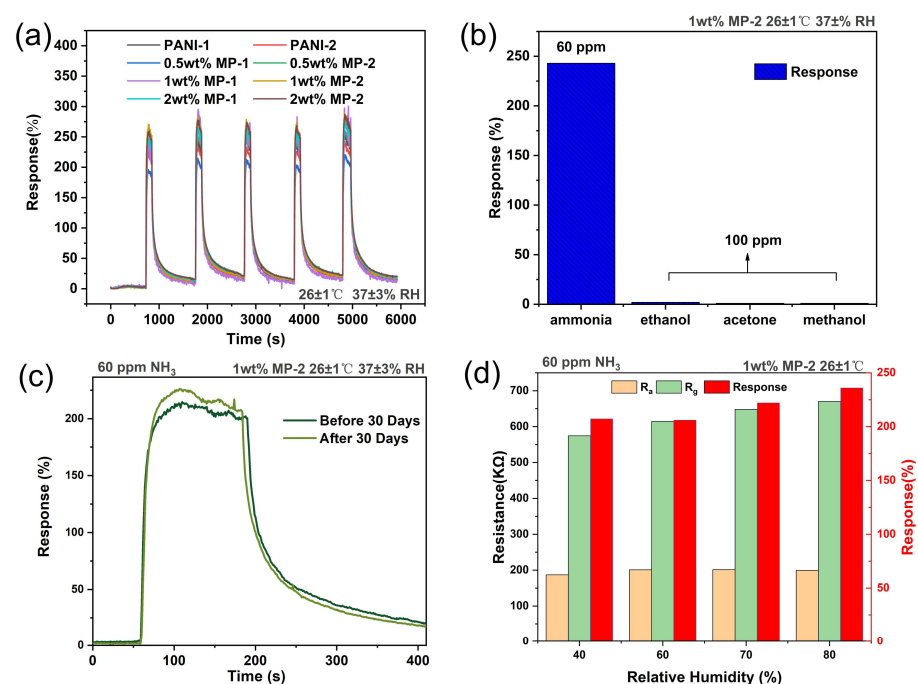 (a)
400
350
300
250
200
150
100
50
0
Response(%)
PANI-1
PANI-2
0.5wt% MP-1
0.5wt% MP-2
1wt% MP-1
1wt% MP-2
2wt% MP-1
2wt% MP-2
26±1℃ 37±3% RH
0 1000 2000 3000 4000 5000 6000
Time (s)
(b)
1wt% MP-2 26±1℃ 37±% RH
250
200
150
100
50
0
Response (%)
60 ppm
Response
100 ppm
ammonia ethanol acetone methanol
(c)
60 ppm NH₃
1wt% MP-2 26±1℃ 37±3% RH
200
150
100
50
0
Response (%)
Before 30 Days
After 30 Days
0 100 200 300 400
Time (s)
(d)
60 ppm NH₃
1wt% MP-2 26±1℃
700
600
500
400
300
200
100
0
Resistance(KΩ)
Rₐ
R𝗀
Response
250
200
150
100
50
0
Response(%)
40 60 70 80
Relative Humidity (%)